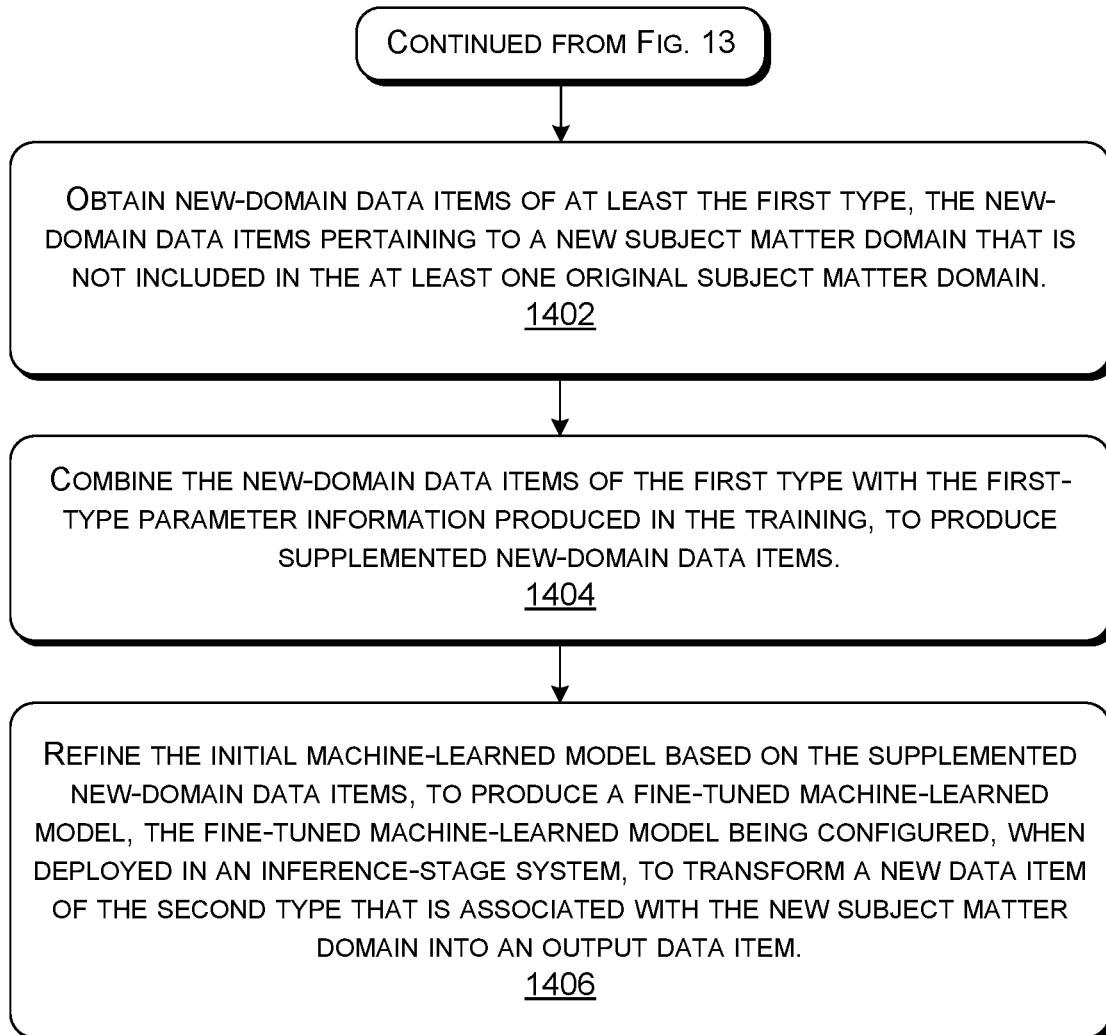 CONTINUED FROM FIG. 13
OBTAIN NEW-DOMAIN DATA ITEMS OF AT LEAST THE FIRST TYPE, THE NEW-
DOMAIN DATA ITEMS PERTAINING TO A NEW SUBJECT MATTER DOMAIN THAT IS
NOT INCLUDED IN THE AT LEAST ONE ORIGINAL SUBJECT MATTER DOMAIN.
1402
COMBINE THE NEW-DOMAIN DATA ITEMS OF THE FIRST TYPE WITH THE FIRST-
TYPE PARAMETER INFORMATION PRODUCED IN THE TRAINING, TO PRODUCE
SUPPLEMENTED NEW-DOMAIN DATA ITEMS.
1404
REFINE THE INITIAL MACHINE-LEARNED MODEL BASED ON THE SUPPLEMENTED
NEW-DOMAIN DATA ITEMS, TO PRODUCE A FINE-TUNED MACHINE-LEARNED
MODEL, THE FINE-TUNED MACHINE-LEARNED MODEL BEING CONFIGURED, WHEN
DEPLOYED IN AN INFERENCE-STAGE SYSTEM, TO TRANSFORM A NEW DATA ITEM
OF THE SECOND TYPE THAT IS ASSOCIATED WITH THE NEW SUBJECT MATTER
DOMAIN INTO AN OUTPUT DATA ITEM.
1406